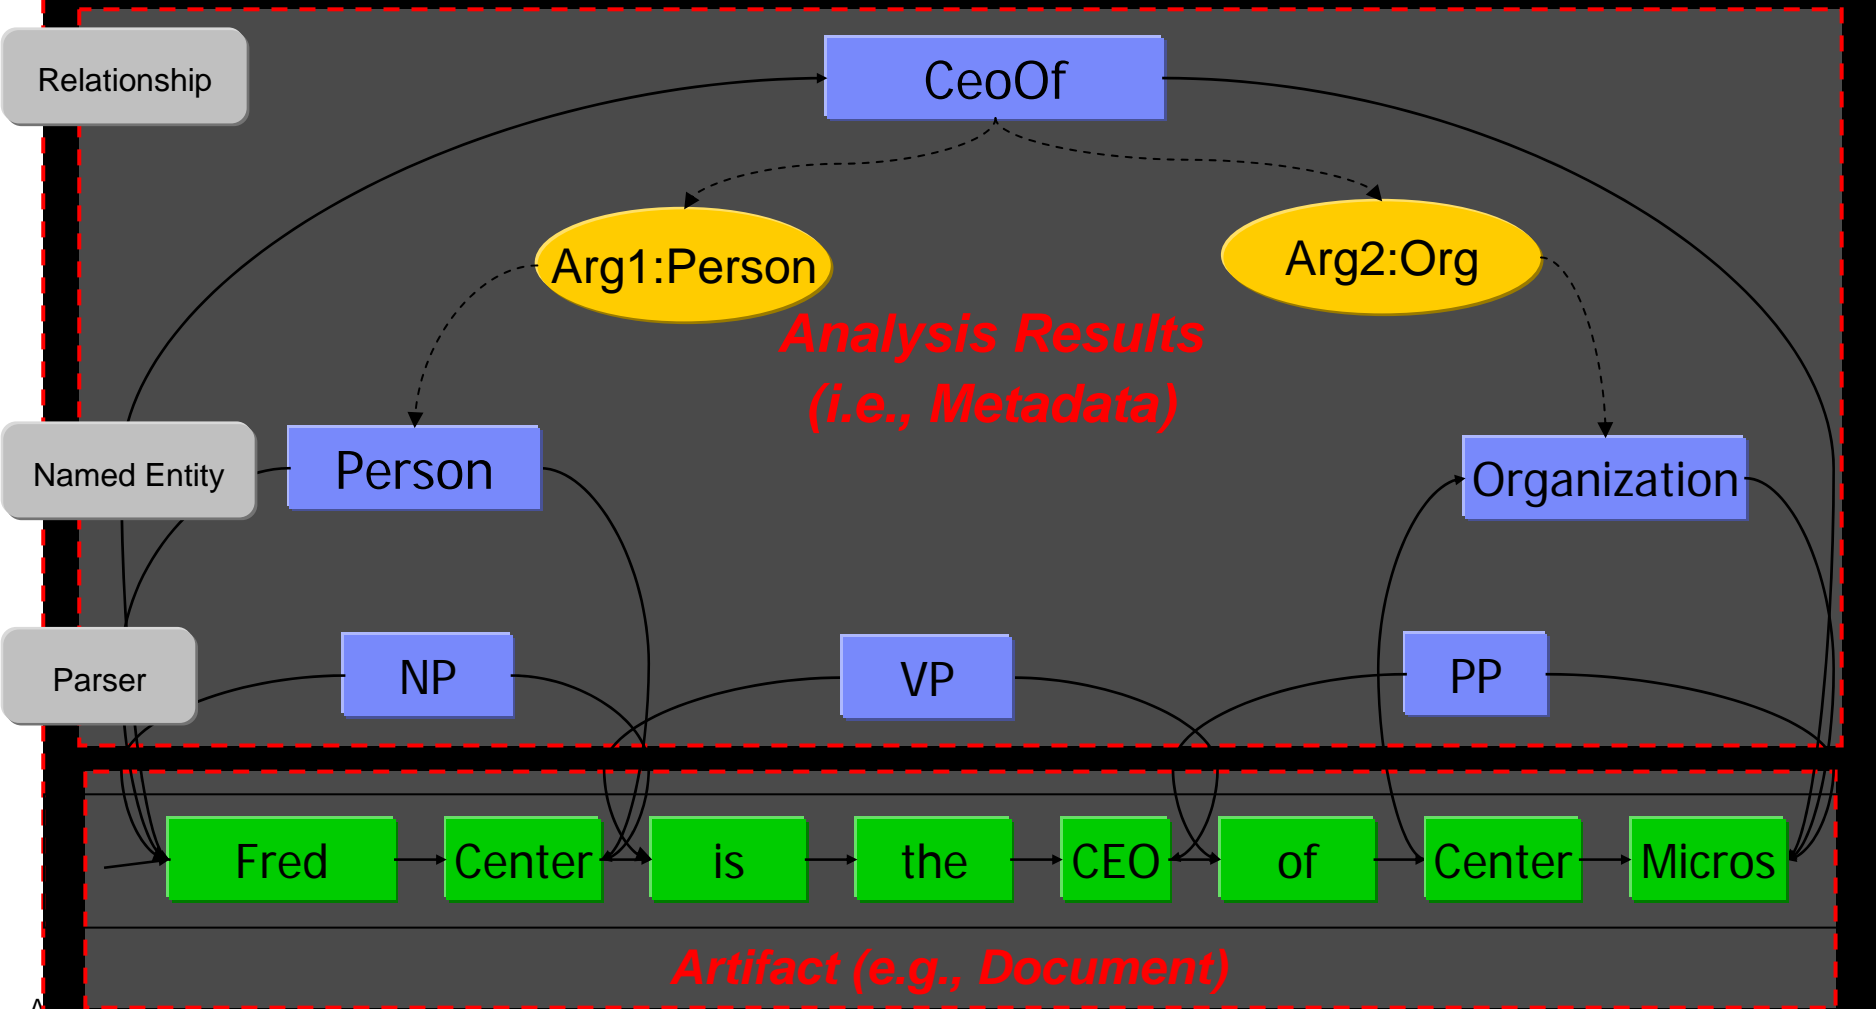 Relationship
CeoOf
Arg1:Person
Arg2:Org
Analysis Results
(i.e., Metadata)
Named Entity
Person
Organization
Parser
NP
VP
PP
Fred
Center
is
the
CEO
of
Center
Micros
Artifact (e.g., Document)